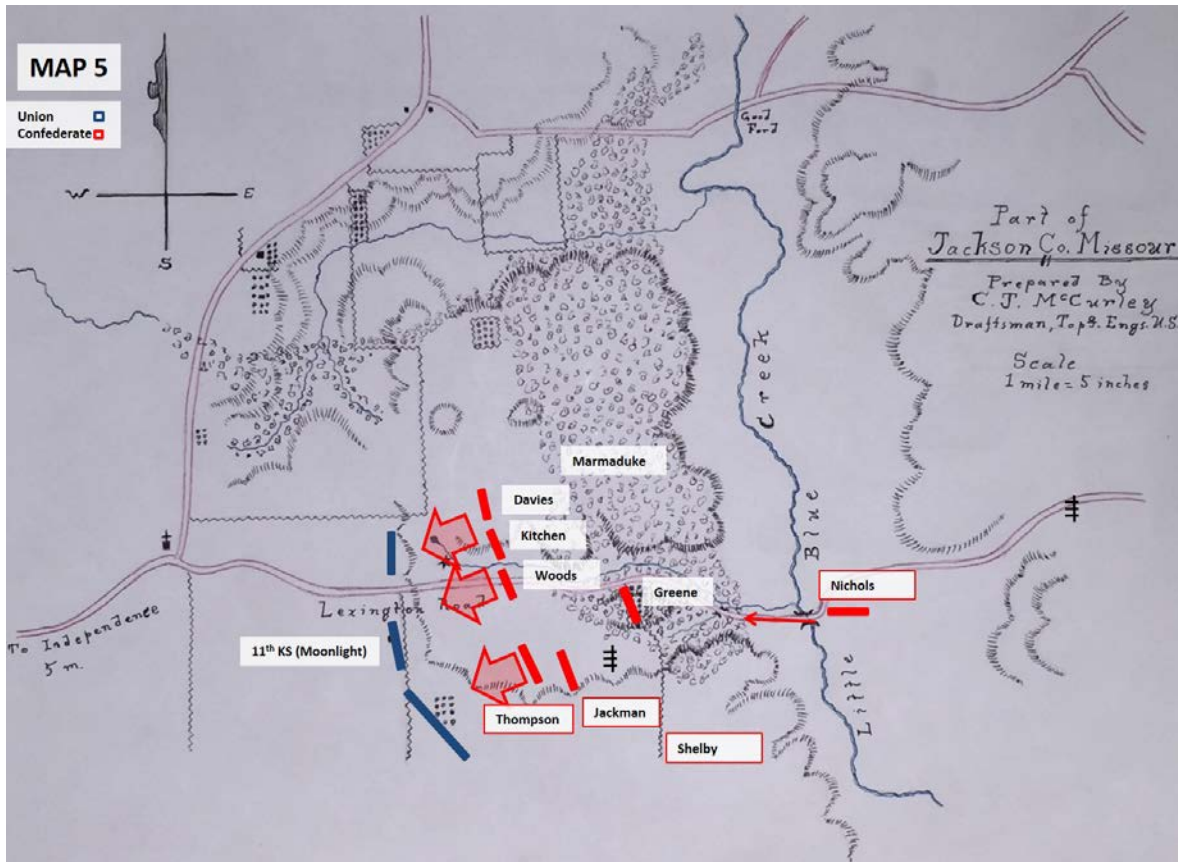 MAP 5
Union
Confederate
W
E
S
Good
Ford
Part of
Jackson Co. Missour
Prepared By
C. J. McCurley
Draftsman, Top'g. Engs. U.S.
Scale
1 mile = 5 inches
Creek
Blue
Little
Marmaduke
Davies
Kitchen
Woods
Greene
Nichols
Lexington Road
To Independence
5 m.
11th KS (Moonlight)
Thompson
Jackman
Shelby